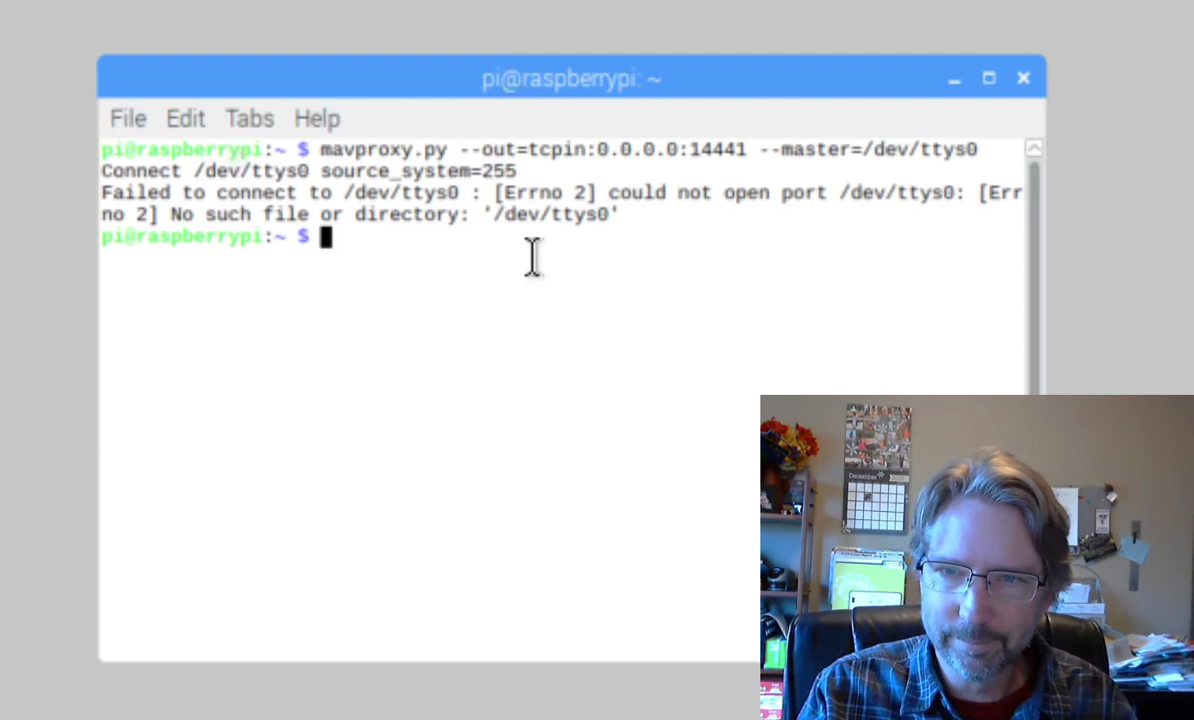 pi@raspberrypi: ~
File Edit Tabs Help
pi@raspberrypi:~ $ mavproxy.py --out=tcpin:0.0.0.0:14441 --master=/dev/ttys0
Connect /dev/ttys0 source_system=255
Failed to connect to /dev/ttys0 : [Errno 2] could not open port /dev/ttys0: [Err
no 2] No such file or directory: '/dev/ttys0'
pi@raspberrypi:~ $
December